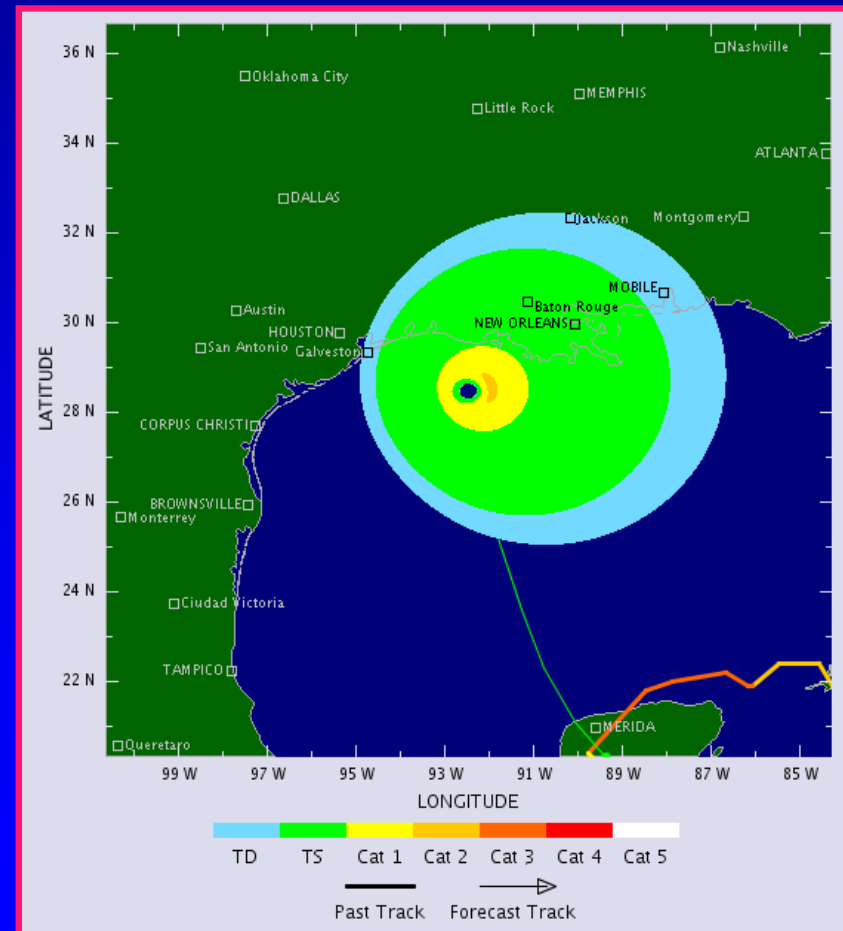 36 N
Nashville
Oklahoma City
MEMPHIS
Little Rock
34 N
ATLANTA
DALLAS
Jackson
Montgomery
32 N
MOBILE
Baton Rouge
Austin
NEW ORLEANS
30 N
HOUSTON
San Antonio
Galveston
28 N
CORPUS CHRISTI
26 N
BROWNSVILLE
Monterrey
24 N
Ciudad Victoria
TAMPICO
22 N
MERIDA
Queretaro
LATITUDE
99 W 97 W 95 W 93 W 91 W 89 W 87 W 85 W
LONGITUDE
TD TS Cat 1 Cat 2 Cat 3 Cat 4 Cat 5
Past Track Forecast Track